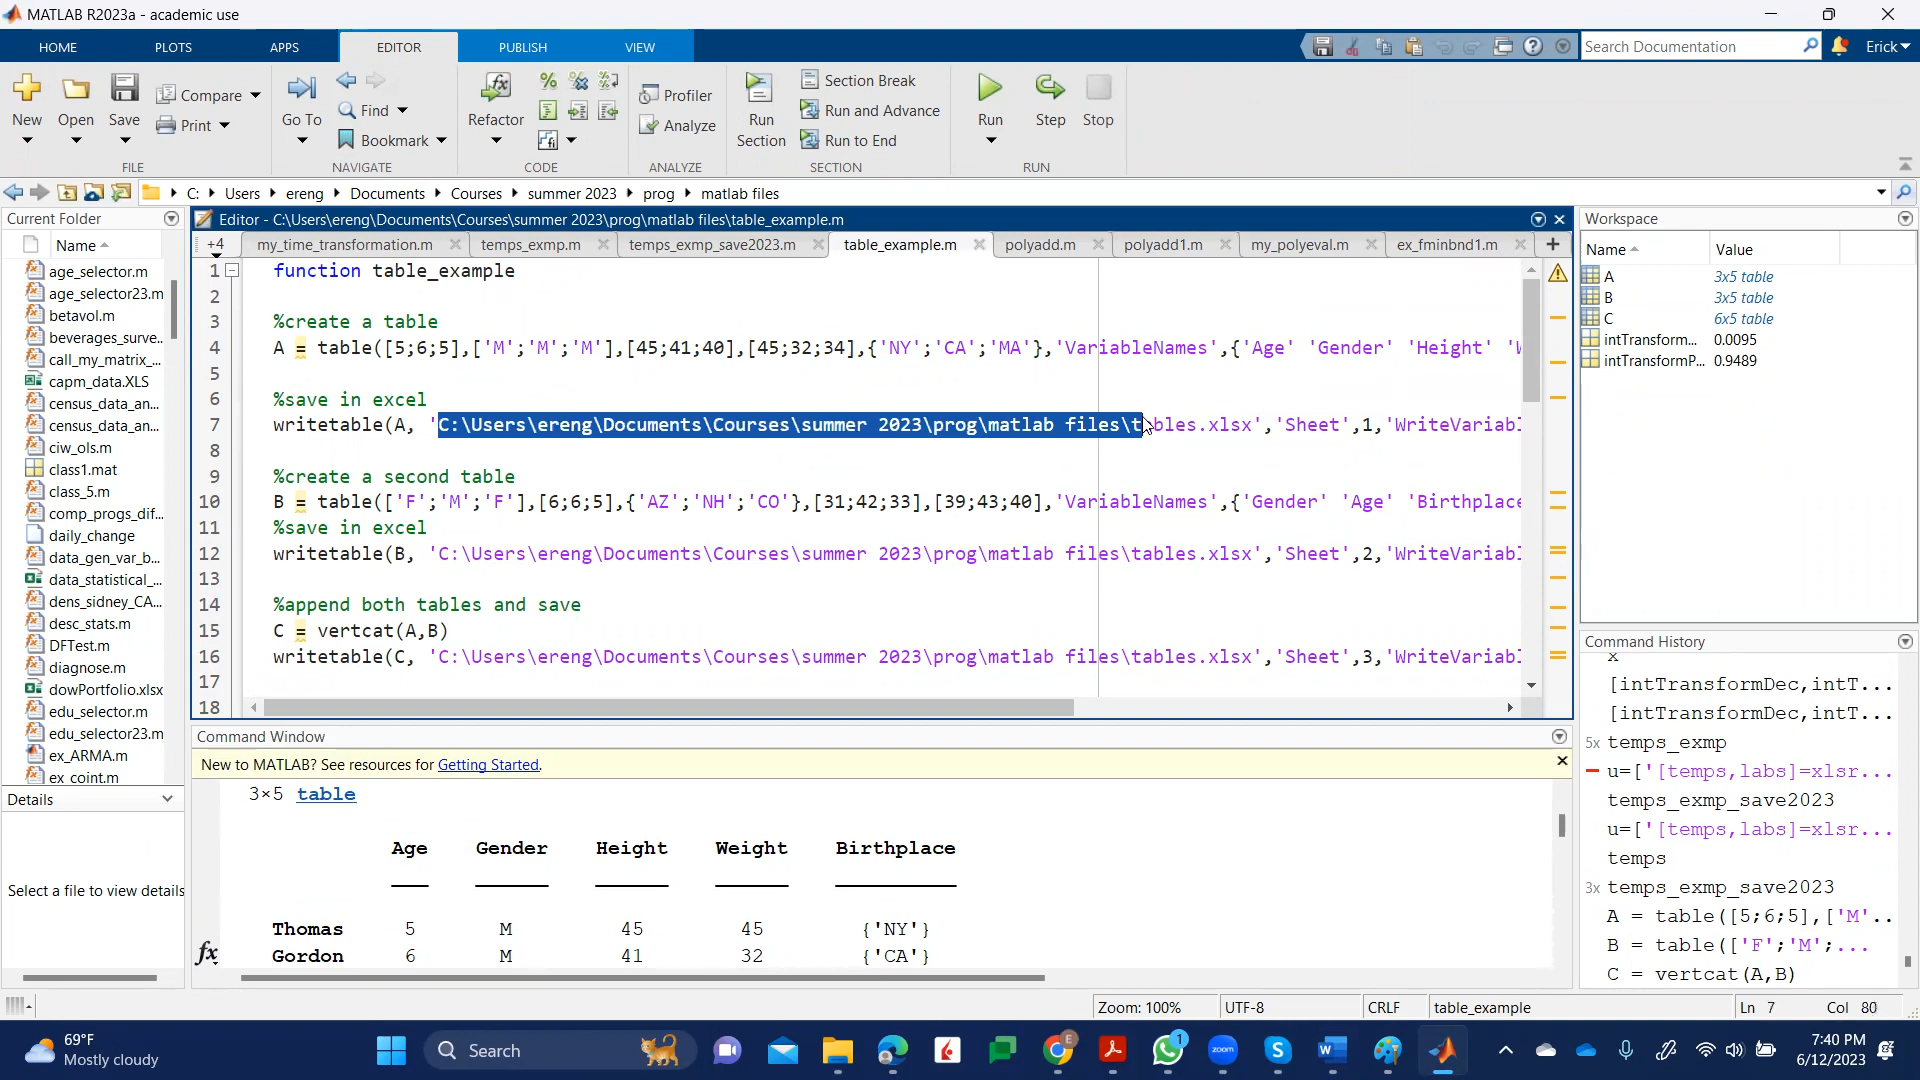 MATLAB R2023a - academic use
HOME PLOTS APPS EDITOR PUBLISH VIEW
Search Documentation
Erick
New Open Save Compare Print Go To Find Bookmark Refactor Profiler Analyze Run Section Section Break Run and Advance Run to End Run Step Stop
FILE NAVIGATE CODE ANALYZE SECTION RUN
C: Users ereng Documents Courses summer 2023 prog matlab files
Current Folder
Name
age_selector.m
age_selector23.m
betavol.m
beverages_surve...
call_my_matrix_...
capm_data.XLS
census_data_an...
census_data_an...
ciw_ols.m
class1.mat
class_5.m
comp_progs_dif...
daily_change
data_gen_var_b...
data_statistical_...
dens_sidney_CA...
desc_stats.m
DFTest.m
diagnose.m
dowPortfolio.xlsx
edu_selector.m
edu_selector23.m
ex_ARMA.m
ex_coint.m
Details
Select a file to view details
Editor - C:\Users\ereng\Documents\Courses\summer 2023\prog\matlab files\table_example.m
+4 my_time_transformation.m temps_exmp.m temps_exmp_save2023.m table_example.m polyadd.m polyadd1.m my_polyeval.m ex_fminbnd1.m
1 function table_example
2
3 %create a table
4 A = table([5;6;5],['M';'M';'M'],[45;41;40],[45;32;34],{'NY';'CA';'MA'},'VariableNames',{'Age' 'Gender' 'Height' 'W
5
6 %save in excel
7 writetable(A, 'C:\Users\ereng\Documents\Courses\summer 2023\prog\matlab files\tables.xlsx','Sheet',1,'WriteVariabl
8
9 %create a second table
10 B = table(['F';'M';'F'],[6;6;5],{'AZ';'NH';'CO'},[31;42;33],[39;43;40],'VariableNames',{'Gender' 'Age' 'Birthplace
11 %save in excel
12 writetable(B, 'C:\Users\ereng\Documents\Courses\summer 2023\prog\matlab files\tables.xlsx','Sheet',2,'WriteVariabl
13
14 %append both tables and save
15 C = vertcat(A,B)
16 writetable(C, 'C:\Users\ereng\Documents\Courses\summer 2023\prog\matlab files\tables.xlsx','Sheet',3,'WriteVariabl
17
18
Command Window
New to MATLAB? See resources for Getting Started.
3×5 table
Age Gender Height Weight Birthplace
Thomas 5 M 45 45 {'NY'}
Gordon 6 M 41 32 {'CA'}
fx
Workspace
Name Value
A 3x5 table
B 3x5 table
C 6x5 table
intTransform... 0.0095
intTransformP... 0.9489
Command History
x
[intTransformDec,intT...
[intTransformDec,intT...
5x temps_exmp
u=['[temps,labs]=xlsr...
temps_exmp_save2023
u=['[temps,labs]=xlsr...
temps
3x temps_exmp_save2023
A = table([5;6;5],['M'..
B = table(['F';'M';...
C = vertcat(A,B)
Zoom: 100% UTF-8 CRLF table_example Ln 7 Col 80
69°F
Mostly cloudy
Search
zoom
7:40 PM
6/12/2023